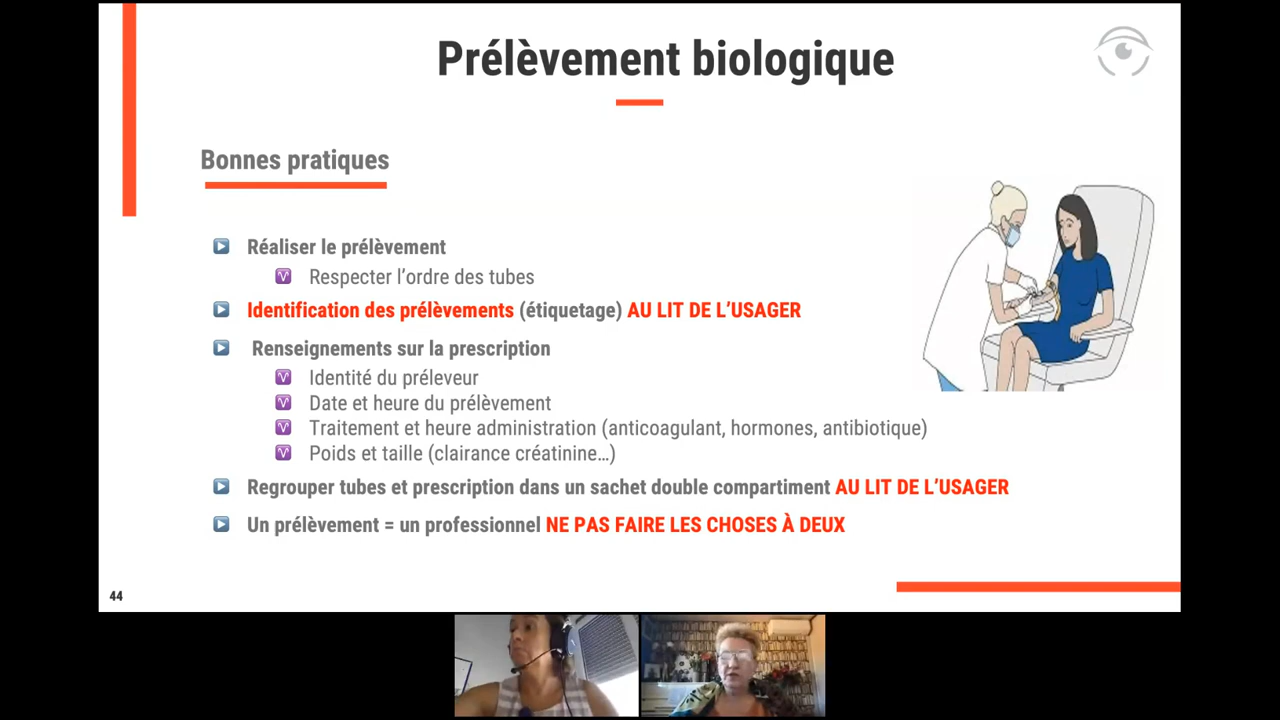 Prélèvement biologique
Bonnes pratiques
Réaliser le prélèvement
Respecter l'ordre des tubes
Identification des prélèvements (étiquetage) AU LIT DE L'USAGER
Renseignements sur la prescription
Identité du préleveur
Date et heure du prélèvement
Traitement et heure administration (anticoagulant, hormones, antibiotique)
Poids et taille (clairance créatinine…)
Regrouper tubes et prescription dans un sachet double compartiment AU LIT DE L'USAGER
Un prélèvement = un professionnel NE PAS FAIRE LES CHOSES À DEUX
44